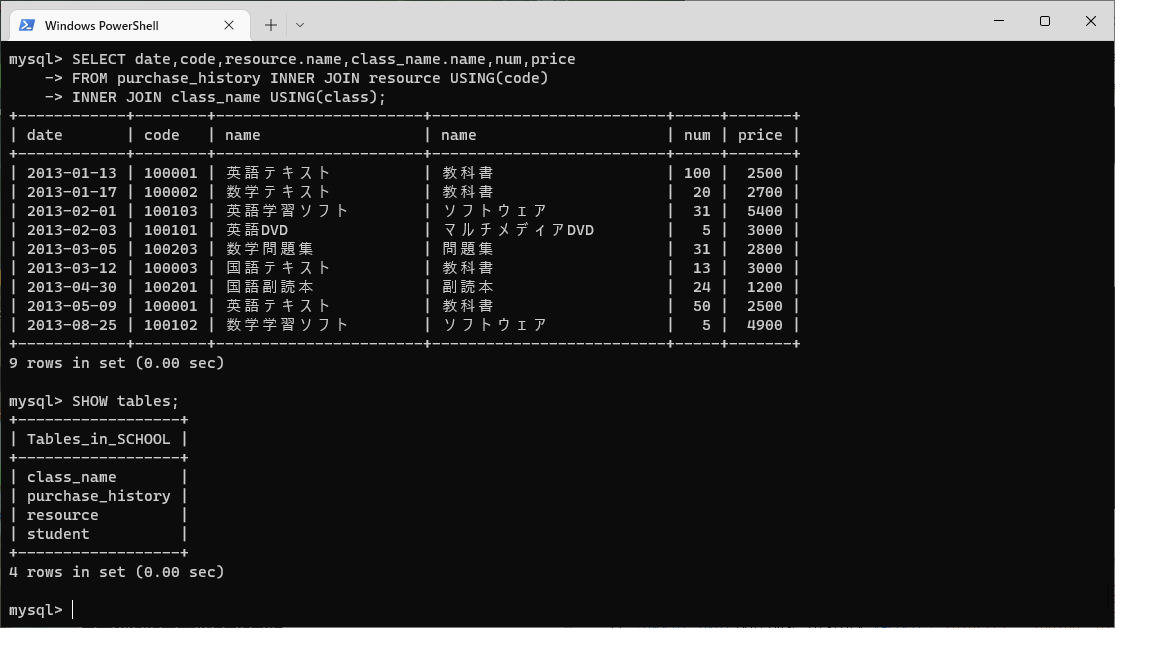 Windows PowerShell
mysql> SELECT date,code,resource.name,class_name.name,num,price
    -> FROM purchase_history INNER JOIN resource USING(code)
    -> INNER JOIN class_name USING(class);
+------------+--------+-----------------------+--------------------------+-----+-------+
| date       | code   | name                  | name                     | num | price |
+------------+--------+-----------------------+--------------------------+-----+-------+
| 2013-01-13 | 100001 | 英語テキスト | 教科書 | 100 |  2500 |
| 2013-01-17 | 100002 | 数学テキスト | 教科書 |  20 |  2700 |
| 2013-02-01 | 100103 | 英語学習ソフト | ソフトウェア |  31 |  5400 |
| 2013-02-03 | 100101 | 英語DVD | マルチメディアDVD |   5 |  3000 |
| 2013-03-05 | 100203 | 数学問題集 | 問題集 |  31 |  2800 |
| 2013-03-12 | 100003 | 国語テキスト | 教科書 |  13 |  3000 |
| 2013-04-30 | 100201 | 国語副読本 | 副読本 |  24 |  1200 |
| 2013-05-09 | 100001 | 英語テキスト | 教科書 |  50 |  2500 |
| 2013-08-25 | 100102 | 数学学習ソフト | ソフトウェア |   5 |  4900 |
+------------+--------+-----------------------+--------------------------+-----+-------+
9 rows in set (0.00 sec)
mysql> SHOW tables;
+------------------+
| Tables_in_SCHOOL |
+------------------+
| class_name       |
| purchase_history |
| resource         |
| student          |
+------------------+
4 rows in set (0.00 sec)
mysql>